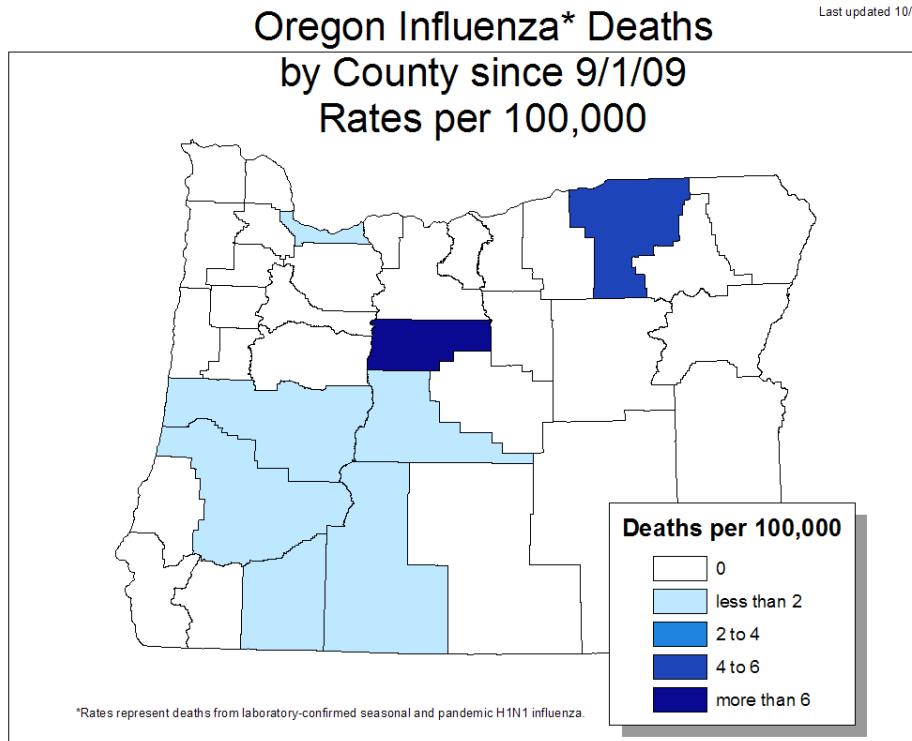 Last updated 10/
Oregon Influenza* Deaths
by County since 9/1/09
Rates per 100,000
Deaths per 100,000
0
less than 2
2 to 4
4 to 6
more than 6
*Rates represent deaths from laboratory-confirmed seasonal and pandemic H1N1 influenza.